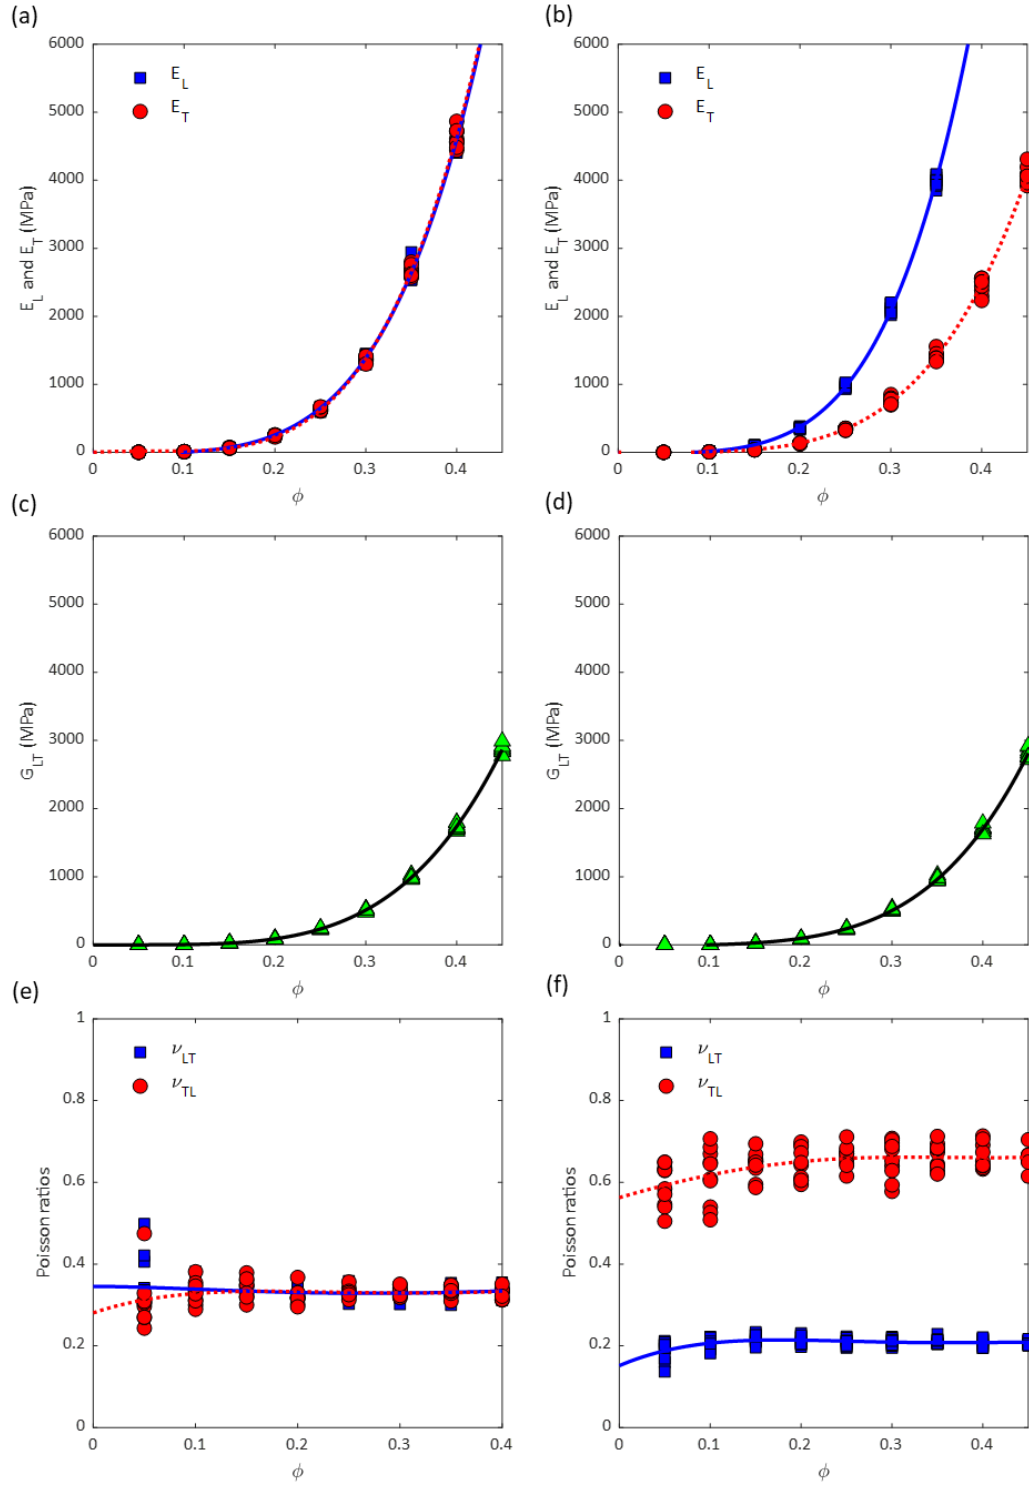 (a)
6000
5000
4000
3000
2000
1000
0
E_L and E_T (MPa)
E_L
E_T
0 0.1 0.2 0.3 0.4
ϕ
(b)
6000
5000
4000
3000
2000
1000
0
E_L and E_T (MPa)
E_L
E_T
0 0.1 0.2 0.3 0.4
ϕ
(c)
6000
5000
4000
3000
2000
1000
0
G_LT (MPa)
0 0.1 0.2 0.3 0.4
ϕ
(d)
6000
5000
4000
3000
2000
1000
0
G_LT (MPa)
0 0.1 0.2 0.3 0.4
ϕ
(e)
1
0.8
0.6
0.4
0.2
0
Poisson ratios
ν_LT
ν_TL
0 0.1 0.2 0.3 0.4
ϕ
(f)
1
0.8
0.6
0.4
0.2
0
Poisson ratios
ν_LT
ν_TL
0 0.1 0.2 0.3 0.4
ϕ